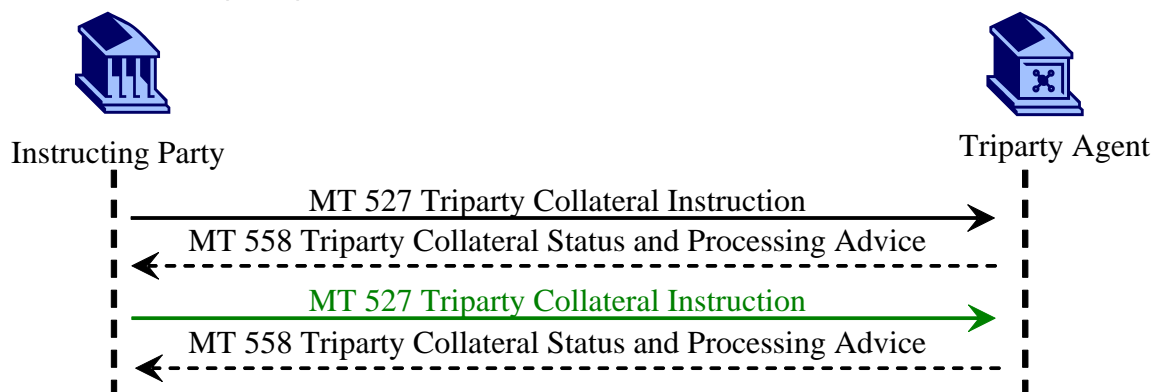 Instructing Party
Triparty Agent
MT 527 Triparty Collateral Instruction
MT 558 Triparty Collateral Status and Processing Advice
MT 527 Triparty Collateral Instruction
MT 558 Triparty Collateral Status and Processing Advice